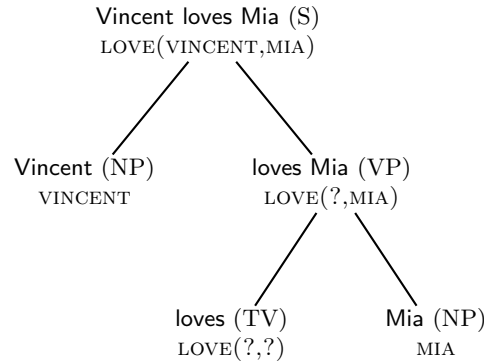 Vincent loves Mia (S)
LOVE(VINCENT,MIA)
Vincent (NP)
VINCENT
loves Mia (VP)
LOVE(?,MIA)
loves (TV)
LOVE(?,?)
Mia (NP)
MIA